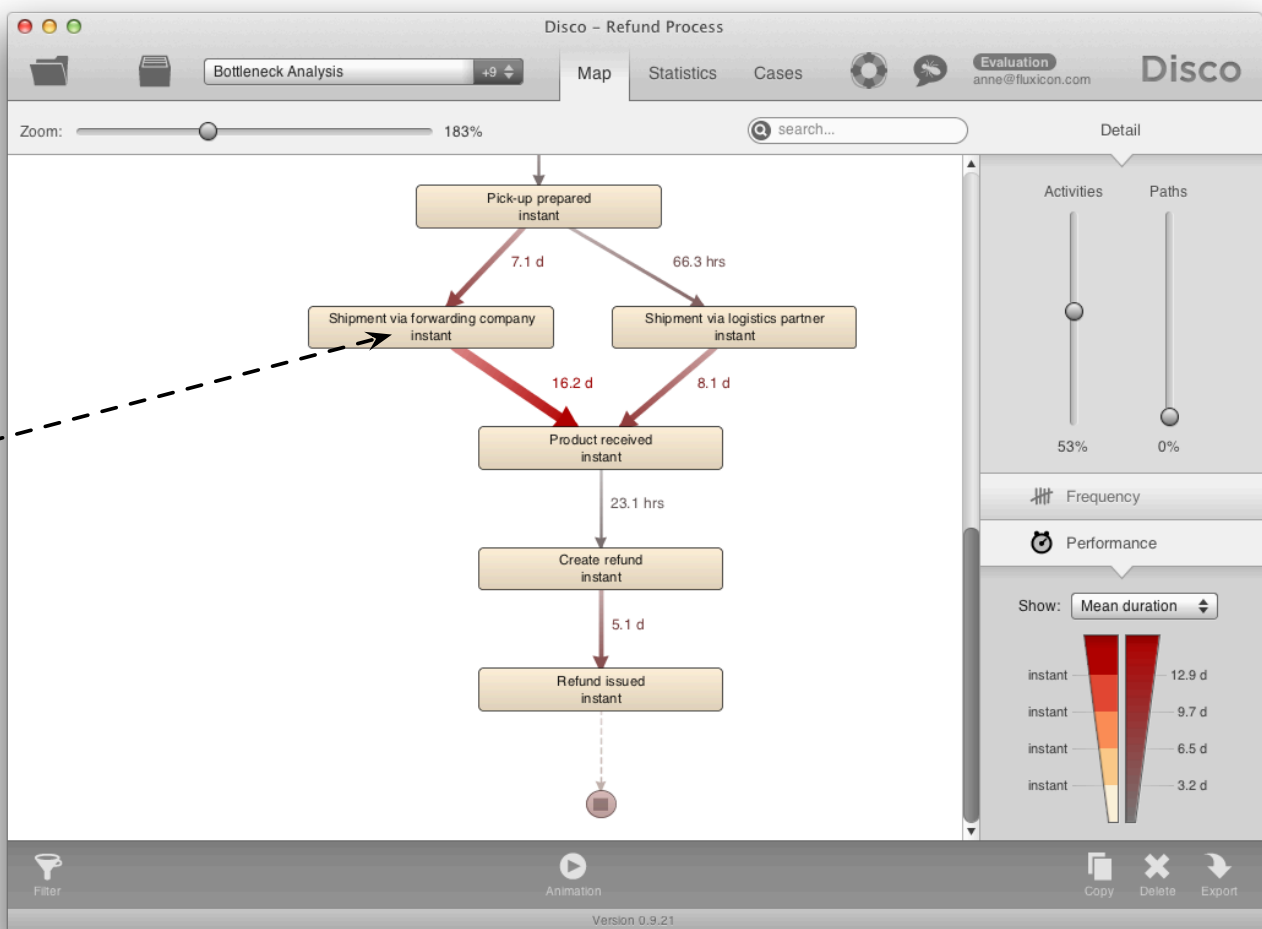 Disco – Refund Process
Bottleneck Analysis
+9
Map
Statistics
Cases
Evaluation
anne@fluxicon.com
Disco
Zoom:
183%
search...
Detail
Pick-up prepared
instant
7.1 d
66.3 hrs
Shipment via forwarding company
instant
Shipment via logistics partner
instant
16.2 d
8.1 d
Product received
instant
23.1 hrs
Create refund
instant
5.1 d
Refund issued
instant
Activities
Paths
53%
0%
Frequency
Performance
Show:
Mean duration
instant
12.9 d
instant
9.7 d
instant
6.5 d
instant
3.2 d
Filter
Animation
Copy
Delete
Export
Version 0.9.21